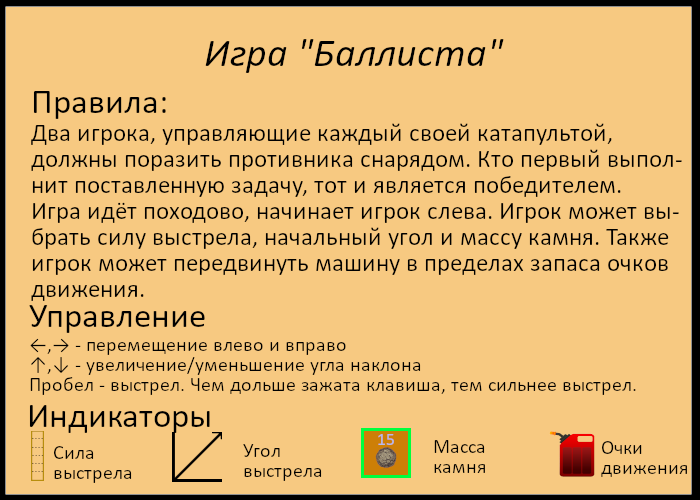 Игра "Баллиста"
Правила:
Два игрока, управляющие каждый своей катапультой,
должны поразить противника снарядом. Кто первый выпол-
нит поставленную задачу, тот и является победителем.
Игра идёт походово, начинает игрок слева. Игрок может вы-
брать силу выстрела, начальный угол и массу камня. Также
игрок может передвинуть машину в пределах запаса очков
движения.
Управление
←,→ - перемещение влево и вправо
↑,↓ - увеличение/уменьшение угла наклона
Пробел - выстрел. Чем дольше зажата клавиша, тем сильнее выстрел.
Индикаторы
Сила
выстрела
Угол
выстрела
15
Масса
камня
Очки
движения